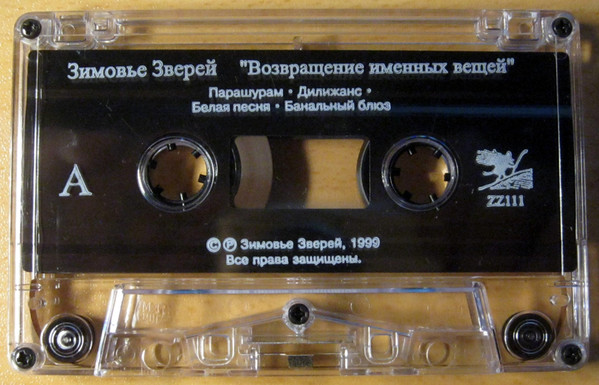 Зимовье Зверей "Возвращение именных вещей"
Парашурам • Дилижанс •
Белая песня • Банальный блюз
A
ZZ111
© ℗ Зимовье Зверей, 1999
Все права защищены.